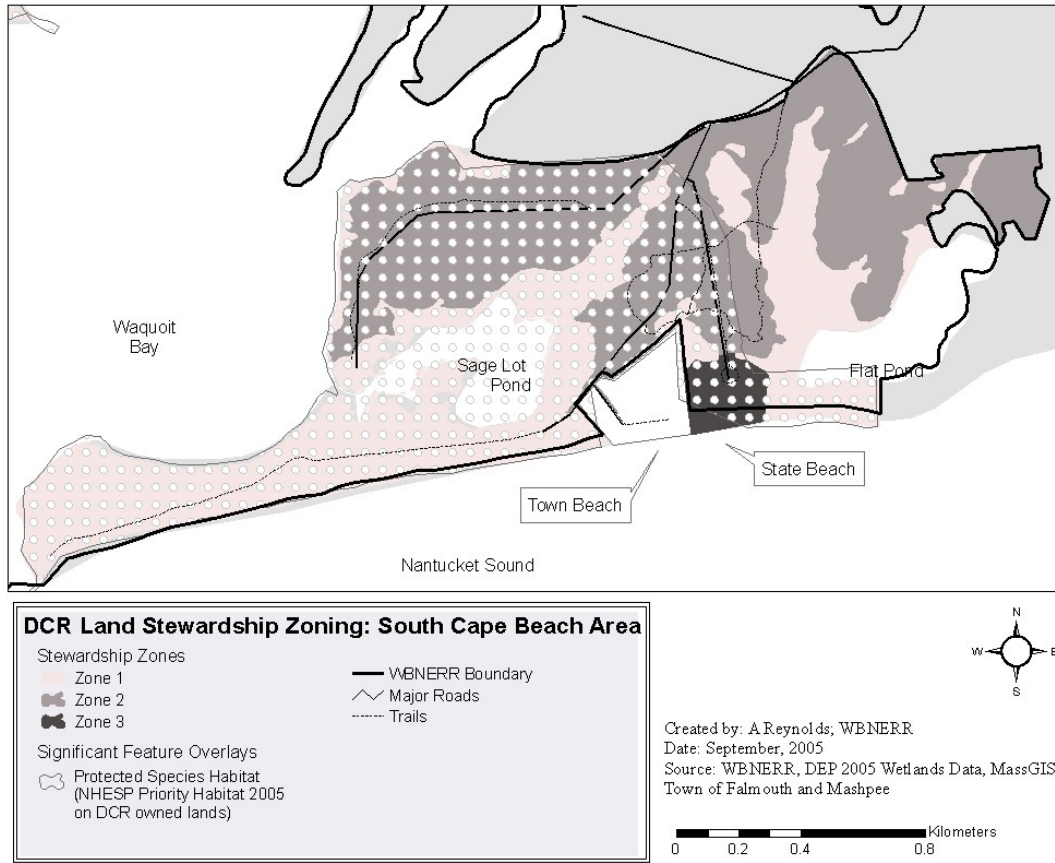 Waquoit
Bay
Sage Lot
Pond
Flat Pond
State Beach
Town Beach
Nantucket Sound
DCR Land Stewardship Zoning: South Cape Beach Area
Stewardship Zones
Zone 1
Zone 2
Zone 3
WBNERR Boundary
Major Roads
Trails
Significant Feature Overlays
Protected Species Habitat
(NHESP Priority Habitat 2005
on DCR owned lands)
N
W
E
S
Created by: A Reynolds; WBNERR
Date: September, 2005
Source: WBNERR, DEP 2005 Wetlands Data, MassGIS
Town of Falmouth and Mashpee
Kilometers
0 0.2 0.4 0.8